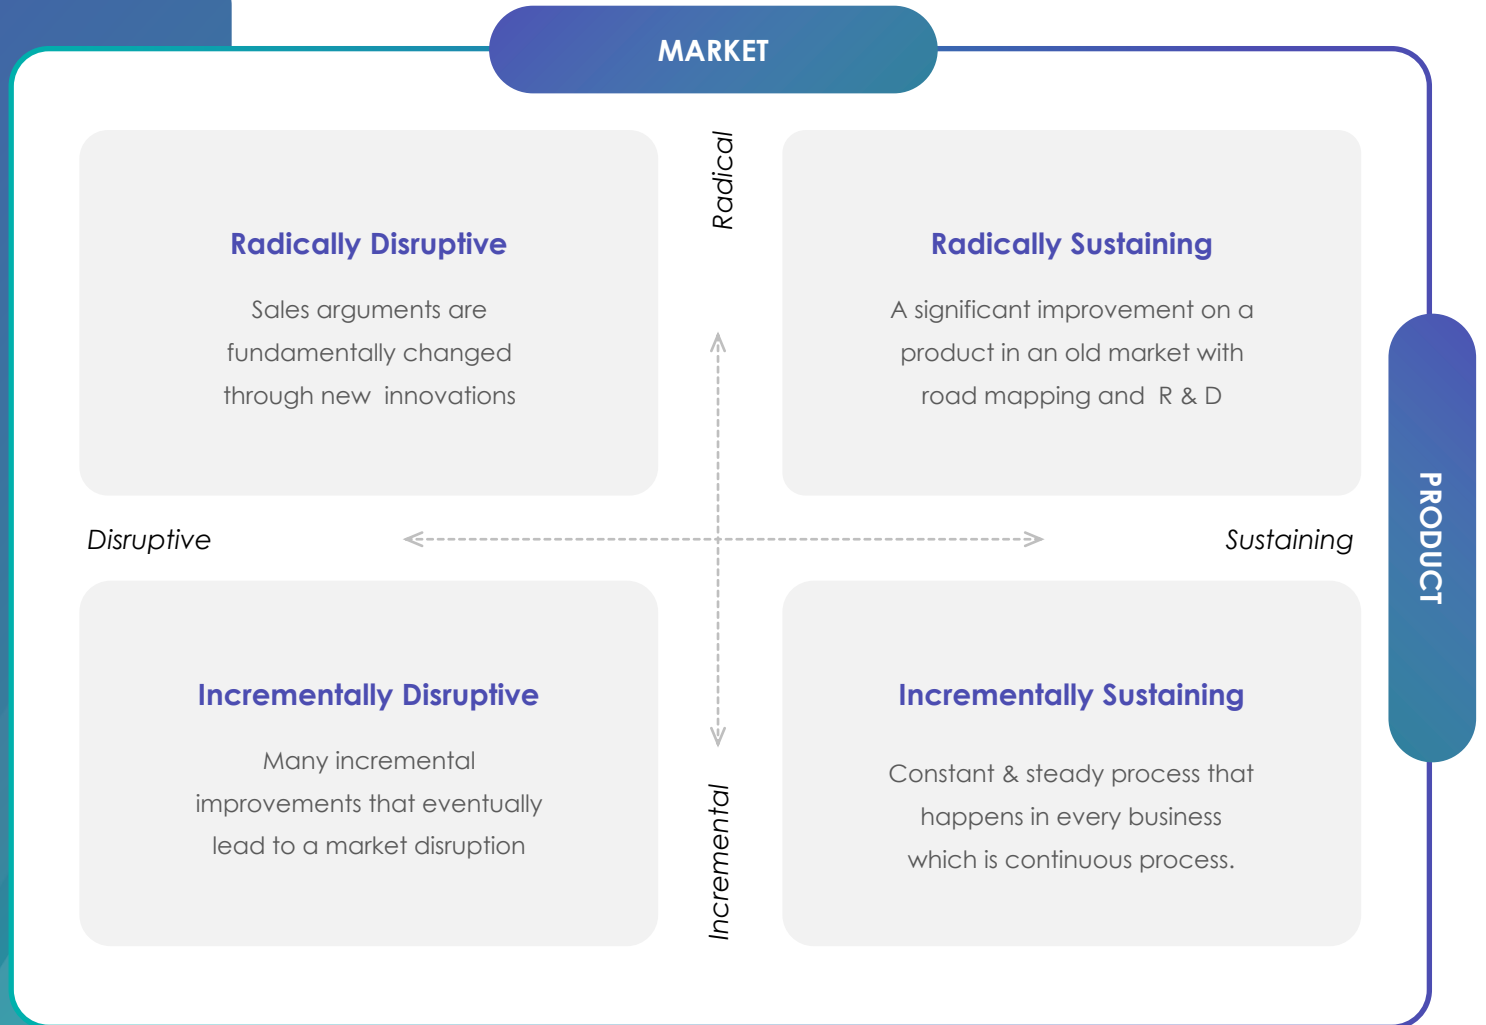 MARKET
Radical
Radically Disruptive
Sales arguments are
fundamentally changed
through new  innovations
Radically Sustaining
A significant improvement on a
product in an old market with
road mapping and  R & D
PRODUCT
Disruptive
Sustaining
Incrementally Disruptive
Many incremental
improvements that eventually
lead to a market disruption
Incremental
Incrementally Sustaining
Constant & steady process that
happens in every business
which is continuous process.